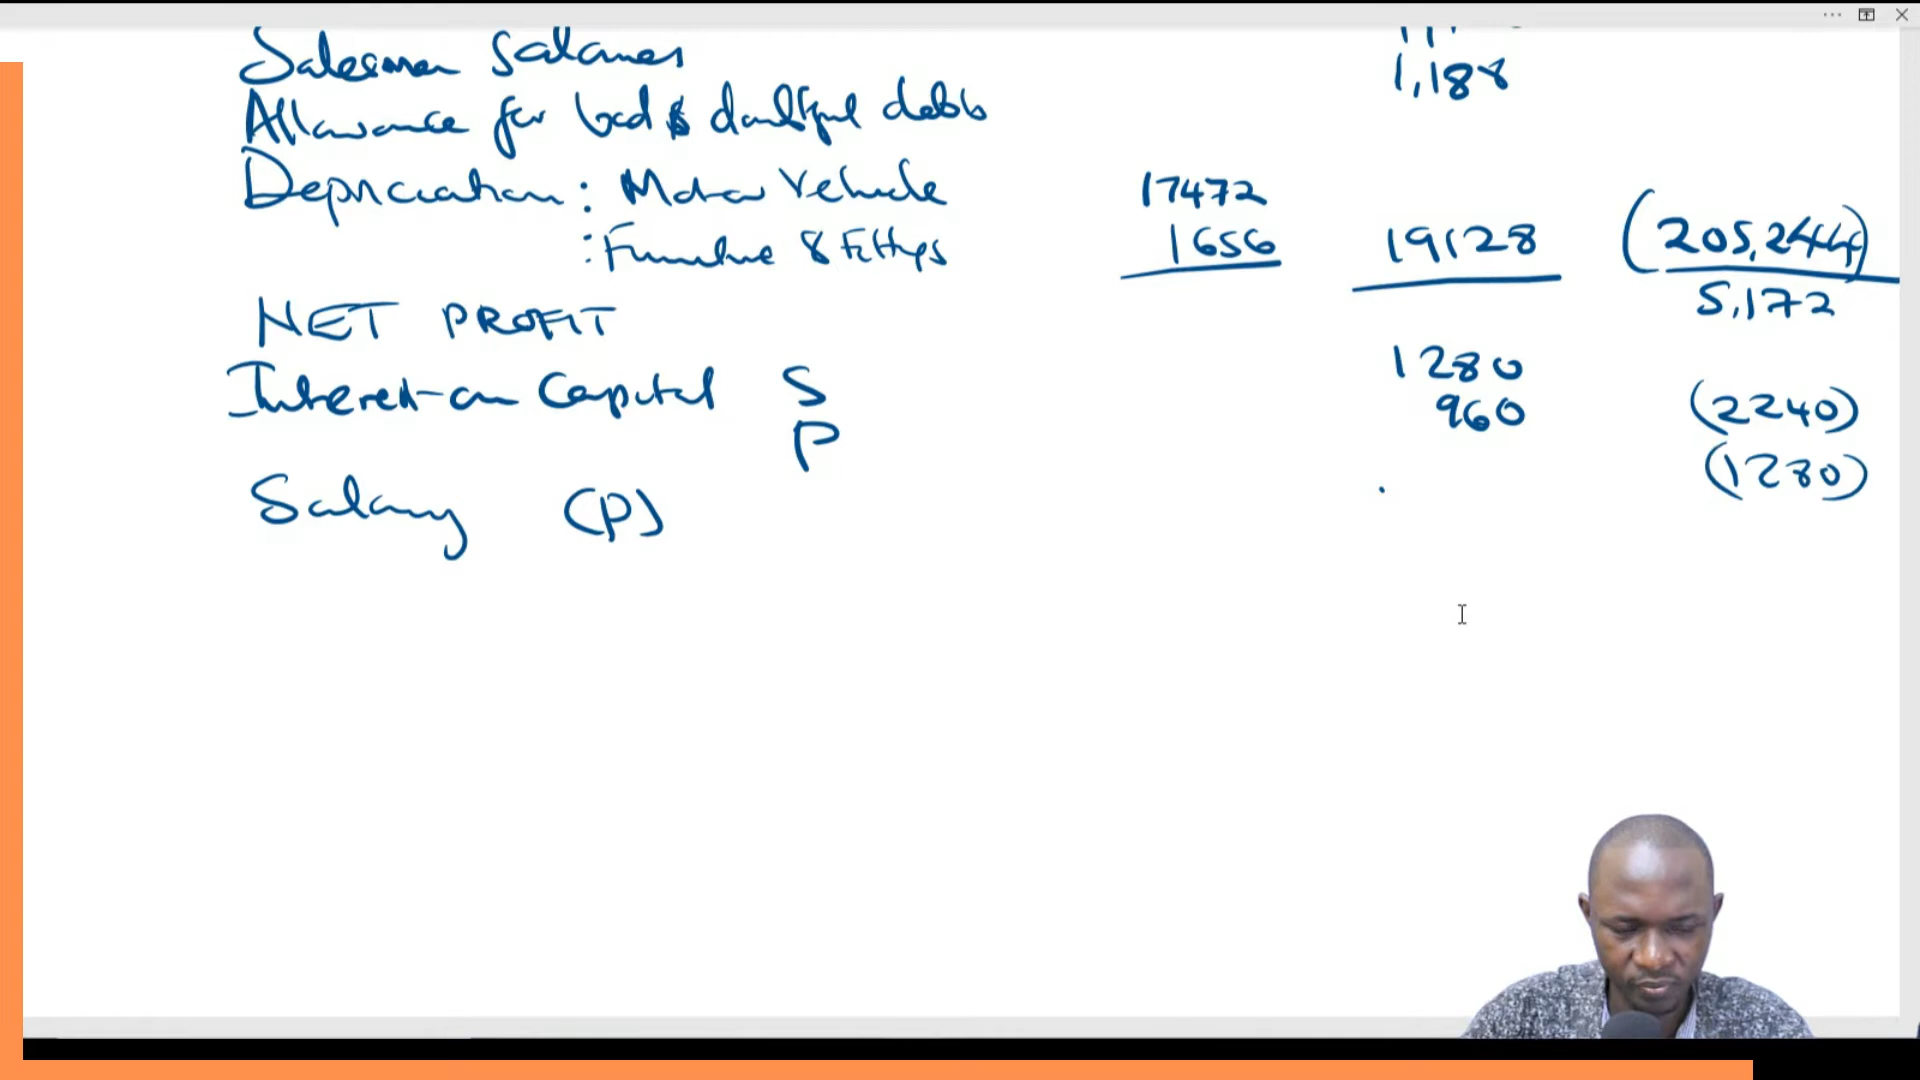 Salesmen Salaries
1,188
Allowance for bad & doubtful debts
Depreciation : Motor Vehicle 17472
: Furniture & Fittings 1656 19128 (205,244)
NET PROFIT 5,172
Interest on Capital S 1280
P 960 (2240)
Salary (P) (1280)